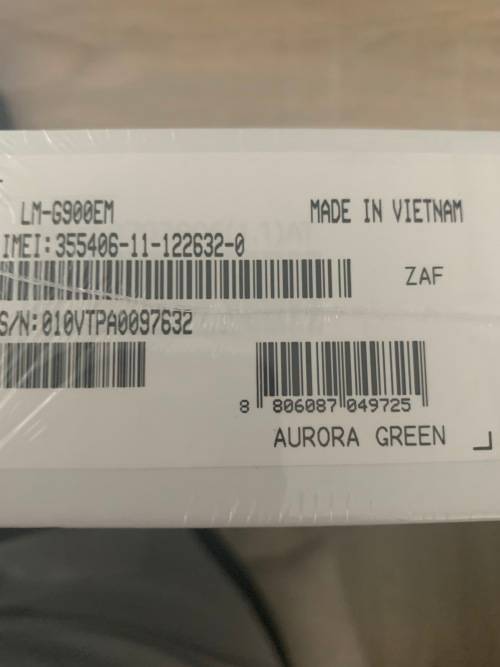 LM-G900EM
MADE IN VIETNAM
IMEI:355406-11-122632-0
ZAF
S/N:010VTPA0097632
8 806087 049725
AURORA GREEN